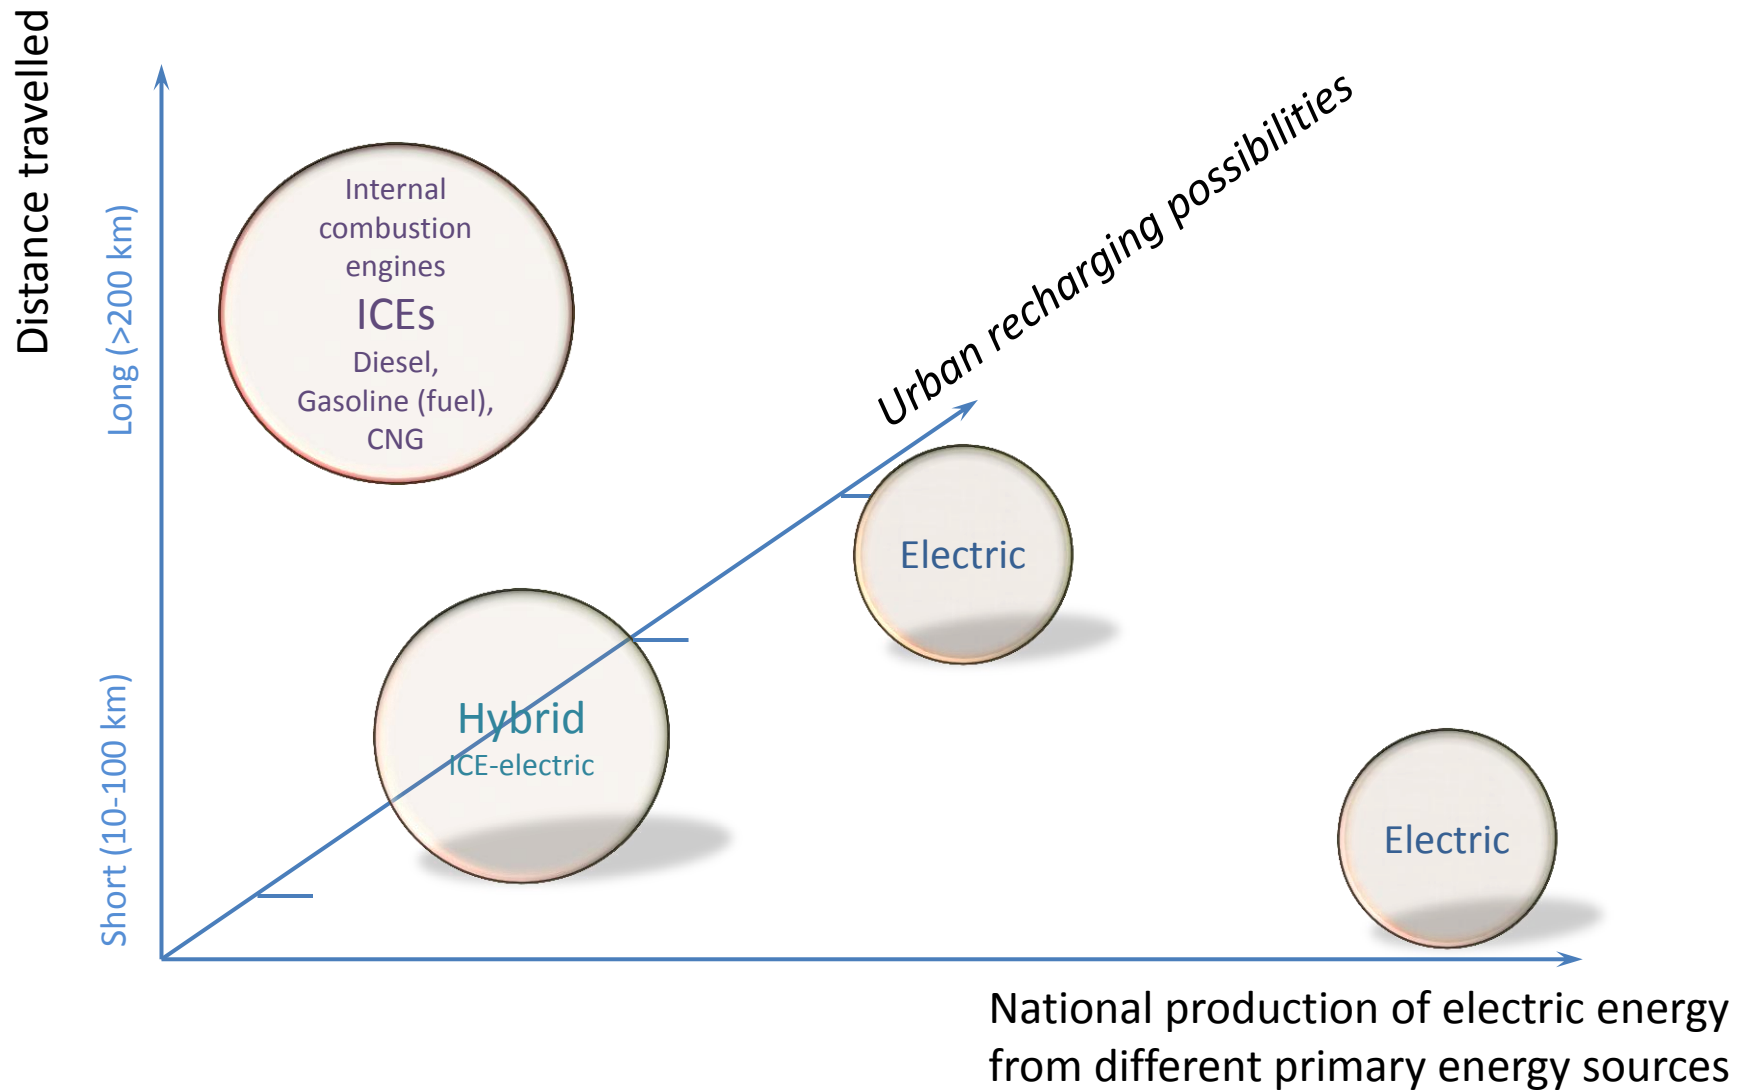 Distance travelled
Long (>200 km)
Short (10-100 km)
Internal
combustion
engines
ICEs
Diesel,
Gasoline (fuel),
CNG
Urban recharging possibilities
Electric
Hybrid
ICE-electric
Electric
National production of electric energy
from different primary energy sources